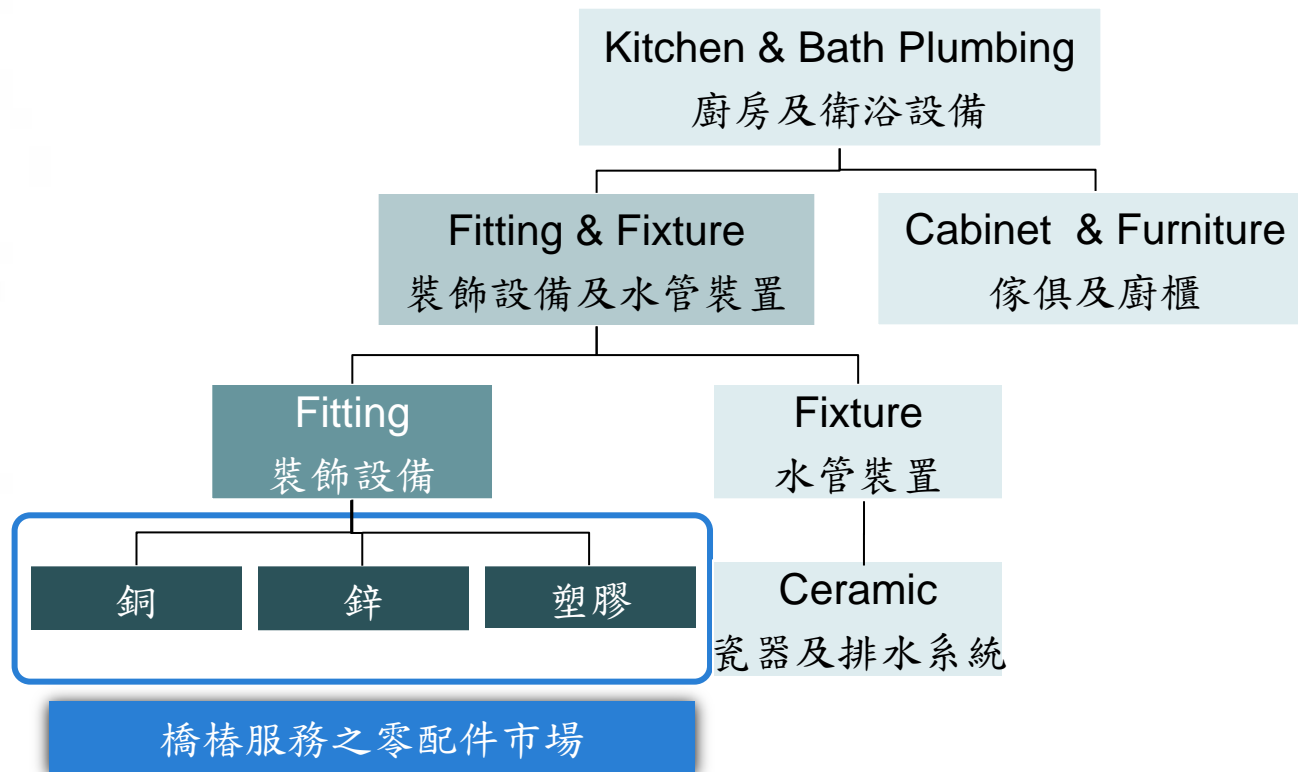 Kitchen & Bath Plumbing
廚房及衛浴設備
Fitting & Fixture
裝飾設備及水管裝置
Cabinet & Furniture
傢俱及廚櫃
Fitting
裝飾設備
Fixture
水管裝置
銅
鋅
塑膠
Ceramic
瓷器及排水系統
橋椿服務之零配件市場